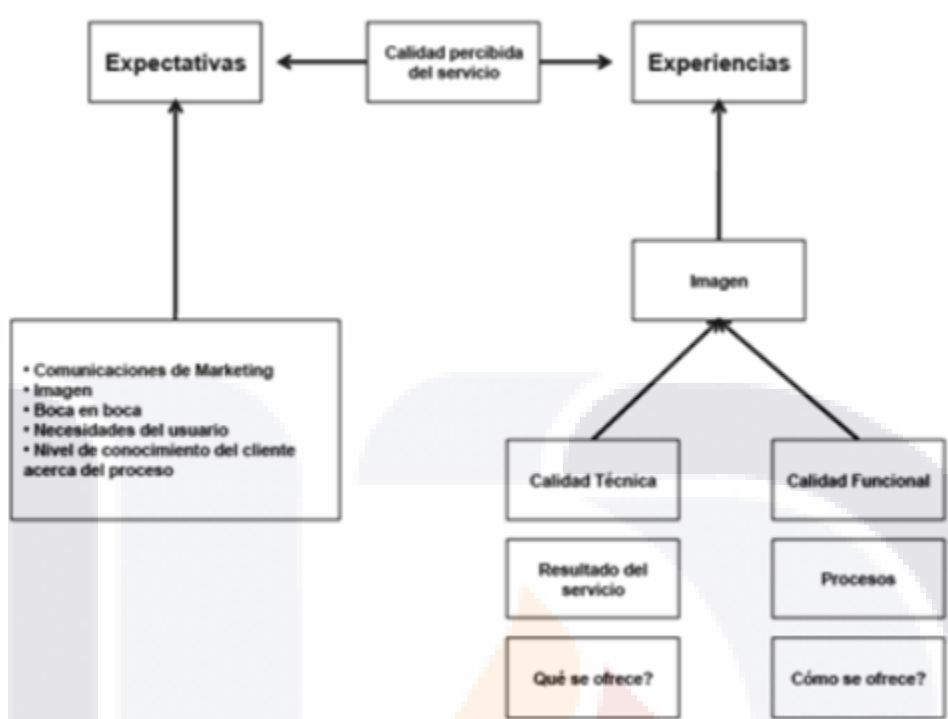 Expectativas
Calidad percibida
del servicio
Experiencias
Imagen
• Comunicaciones de Marketing
• Imagen
• Boca en boca
• Necesidades del usuario
• Nivel de conocimiento del cliente
acerca del proceso
Calidad Técnica
Calidad Funcional
Resultado del
servicio
Procesos
Qué se ofrece?
Cómo se ofrece?